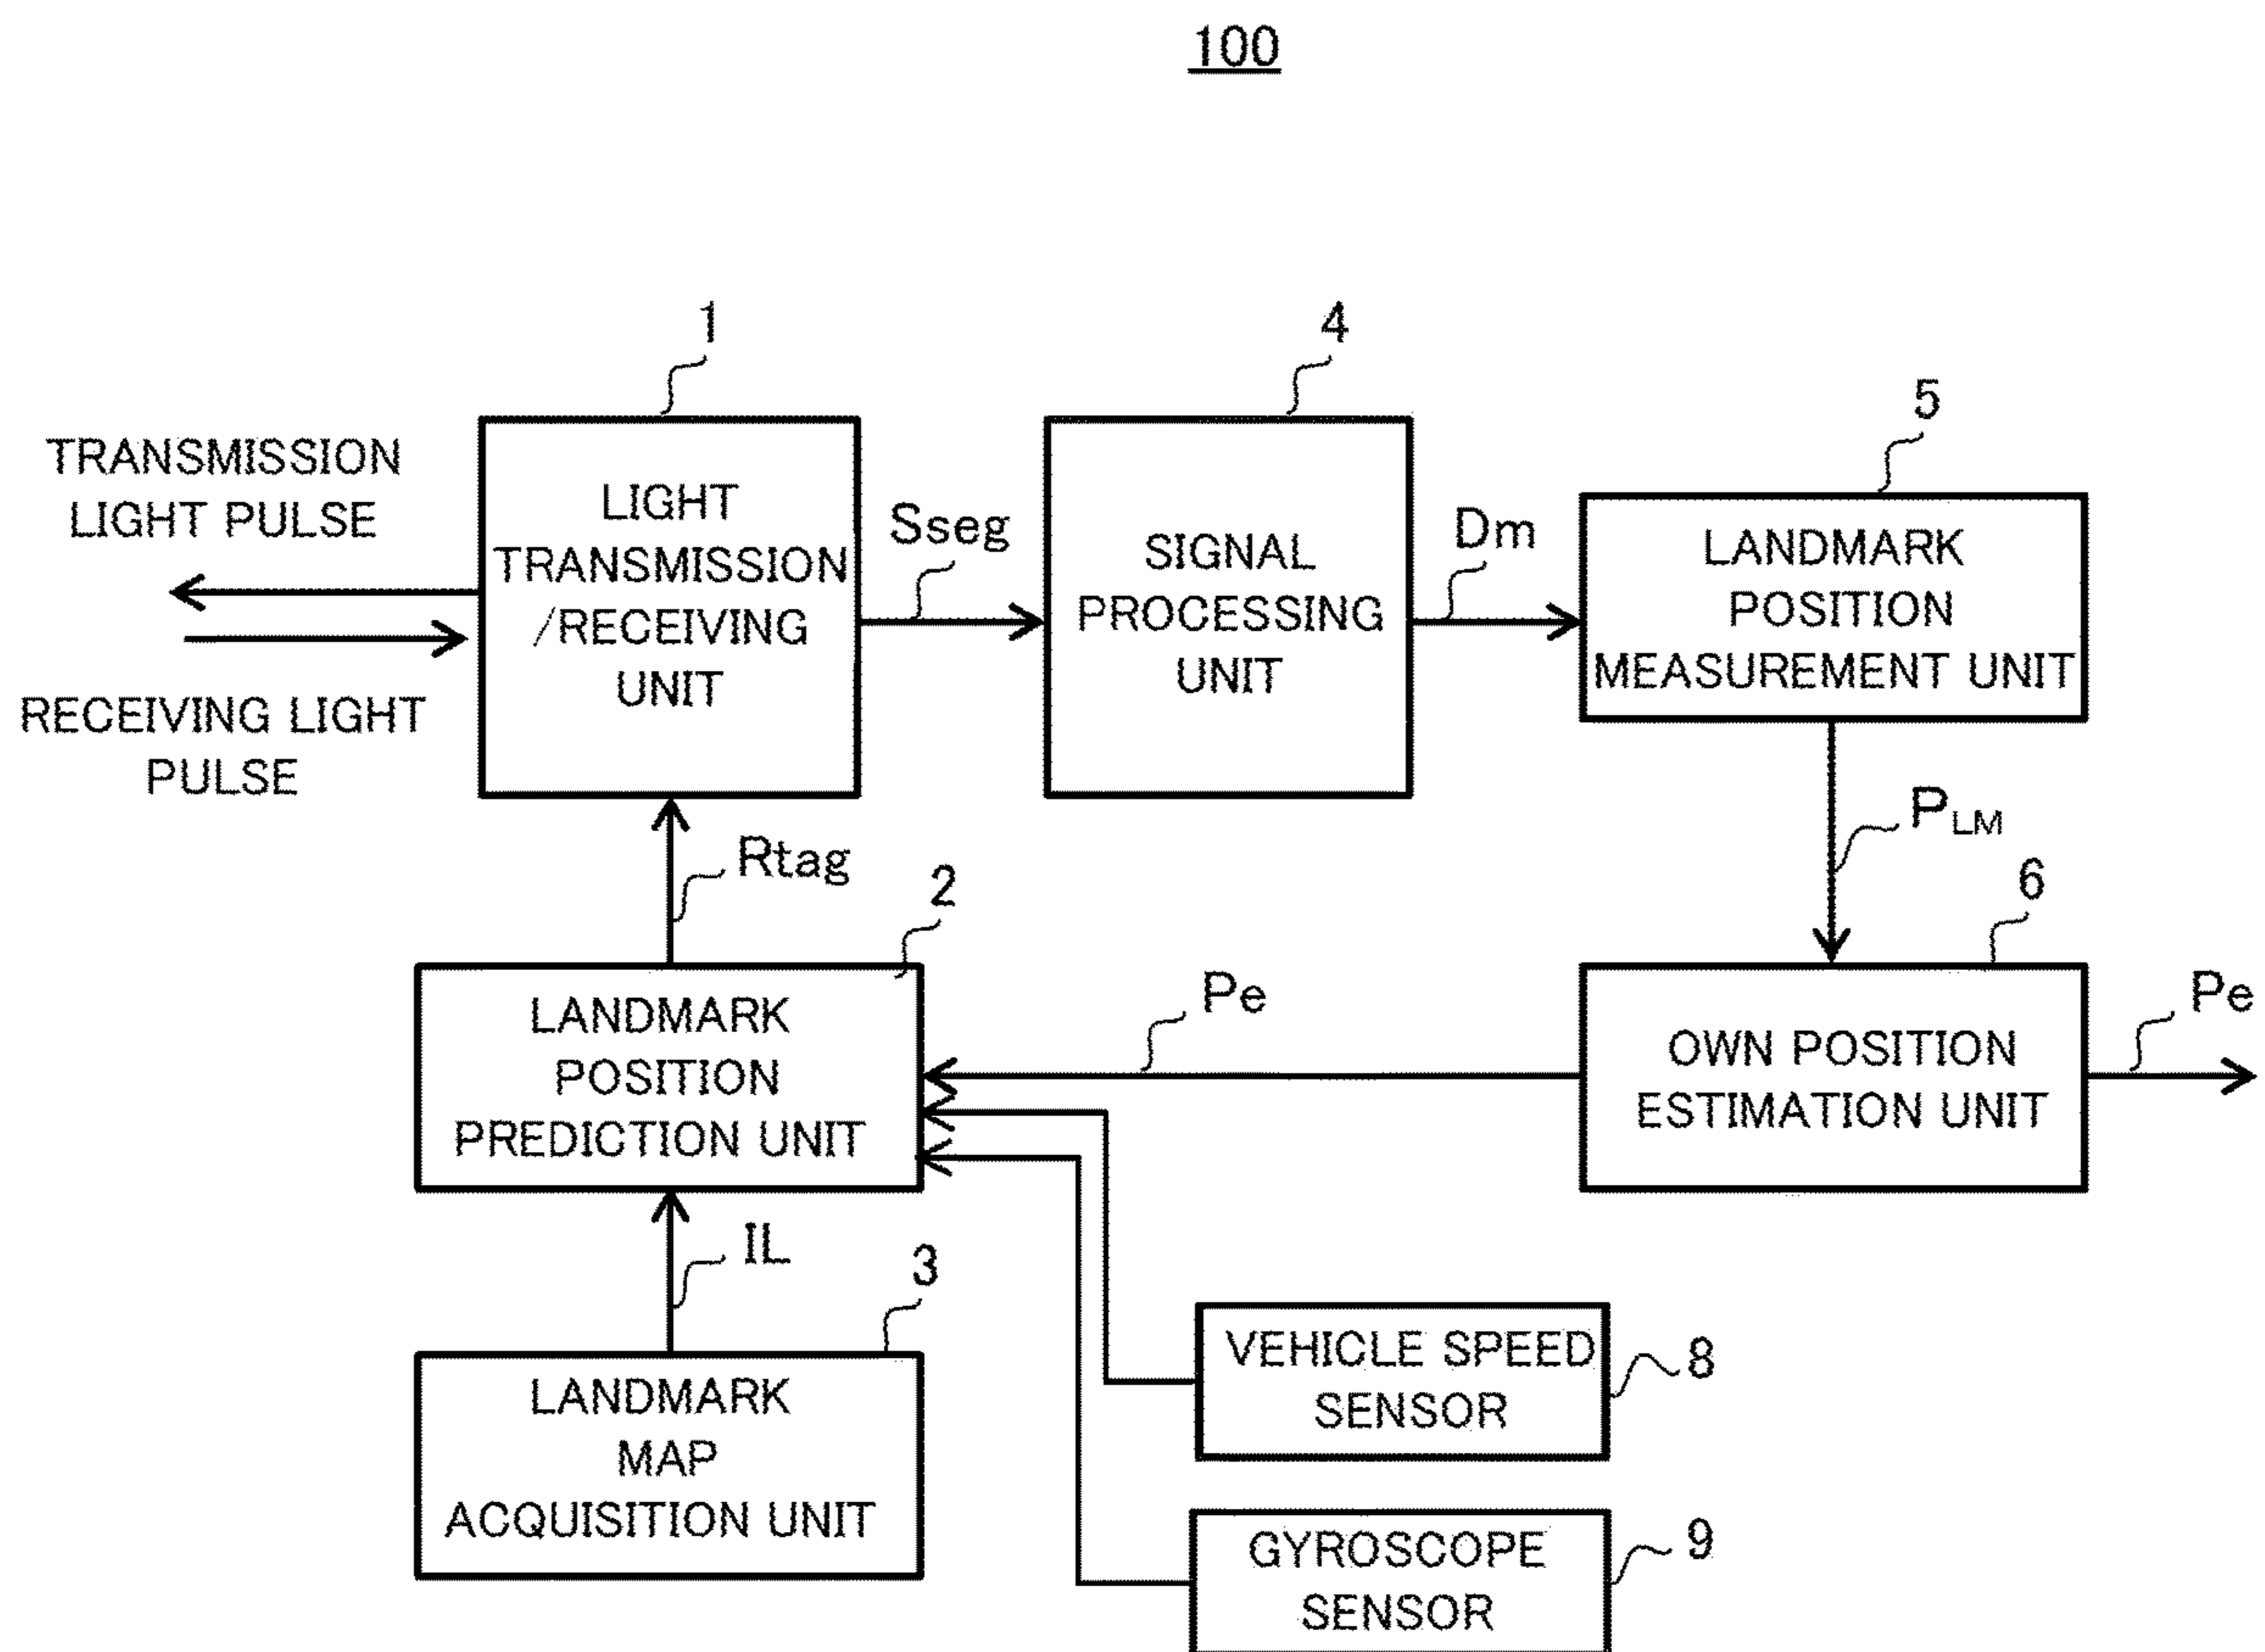 100
1
LIGHT
TRANSMISSION
/RECEIVING
UNIT
TRANSMISSION
LIGHT PULSE
RECEIVING LIGHT
PULSE
Sseg
4
SIGNAL
PROCESSING
UNIT
Dm
5
LANDMARK
POSITION
MEASUREMENT UNIT
PLM
Rtag
2
LANDMARK
POSITION
PREDICTION UNIT
Pe
6
OWN POSITION
ESTIMATION UNIT
Pe
IL
3
LANDMARK
MAP
ACQUISITION UNIT
VEHICLE SPEED
SENSOR
8
GYROSCOPE
SENSOR
9